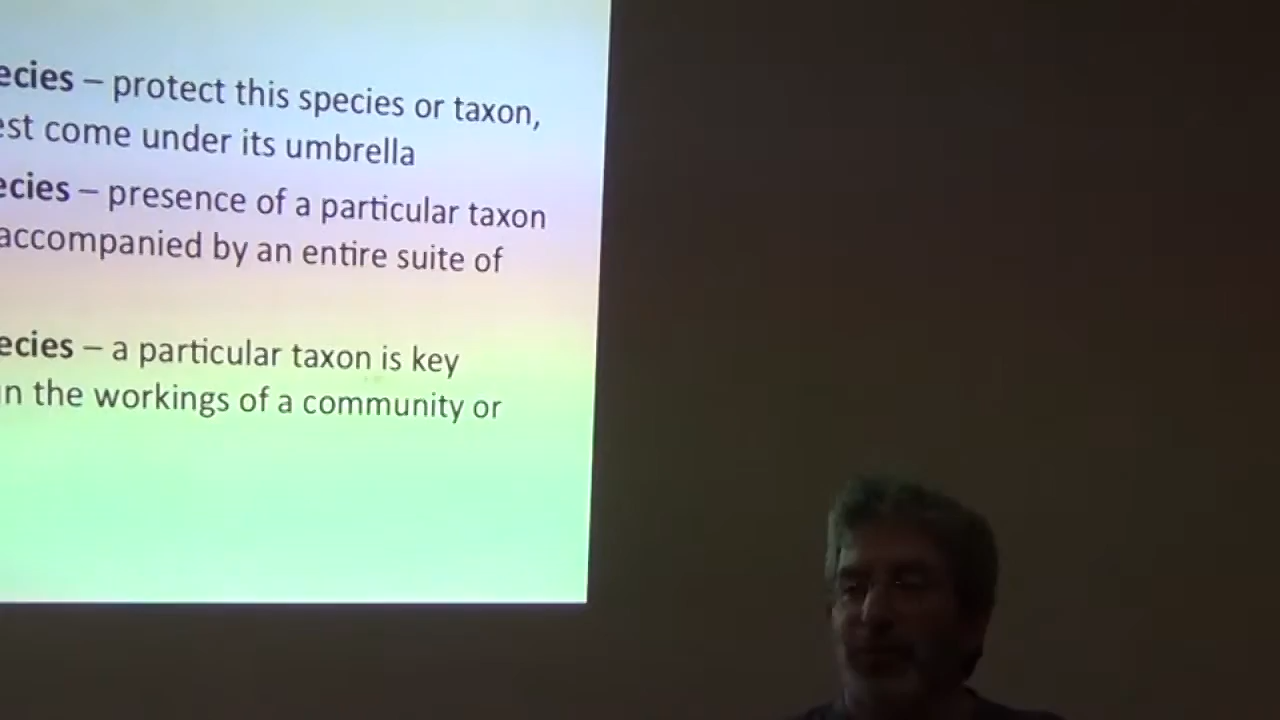 ecies – protect this species or taxon,
est come under its umbrella
ecies – presence of a particular taxon
accompanied by an entire suite of
ecies – a particular taxon is key
in the workings of a community or